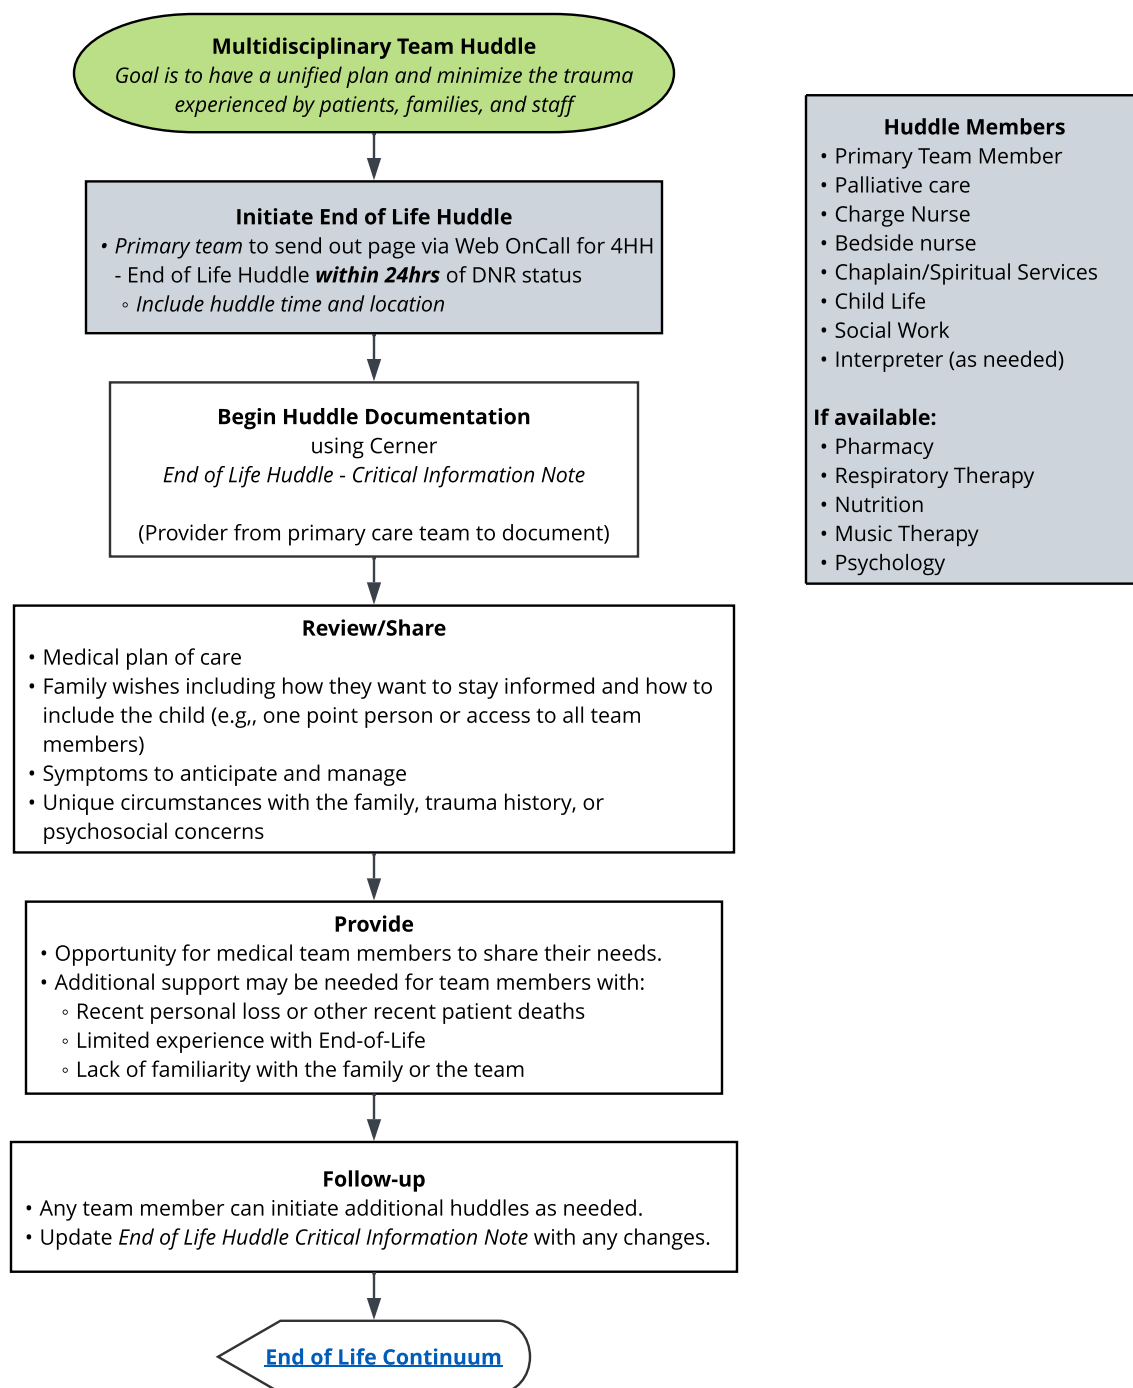 Multidisciplinary Team Huddle
Goal is to have a unified plan and minimize the trauma
experienced by patients, families, and staff
Initiate End of Life Huddle
• Primary team to send out page via Web OnCall for 4HH
- End of Life Huddle within 24hrs of DNR status
◦ Include huddle time and location
Begin Huddle Documentation
using Cerner
End of Life Huddle - Critical Information Note
(Provider from primary care team to document)
Review/Share
• Medical plan of care
• Family wishes including how they want to stay informed and how to
include the child (e.g,, one point person or access to all team
members)
• Symptoms to anticipate and manage
• Unique circumstances with the family, trauma history, or
psychosocial concerns
Provide
• Opportunity for medical team members to share their needs.
• Additional support may be needed for team members with:
◦ Recent personal loss or other recent patient deaths
◦ Limited experience with End-of-Life
◦ Lack of familiarity with the family or the team
Follow-up
• Any team member can initiate additional huddles as needed.
• Update End of Life Huddle Critical Information Note with any changes.
End of Life Continuum
Huddle Members
• Primary Team Member
• Palliative care
• Charge Nurse
• Bedside nurse
• Chaplain/Spiritual Services
• Child Life
• Social Work
• Interpreter (as needed)
If available:
• Pharmacy
• Respiratory Therapy
• Nutrition
• Music Therapy
• Psychology